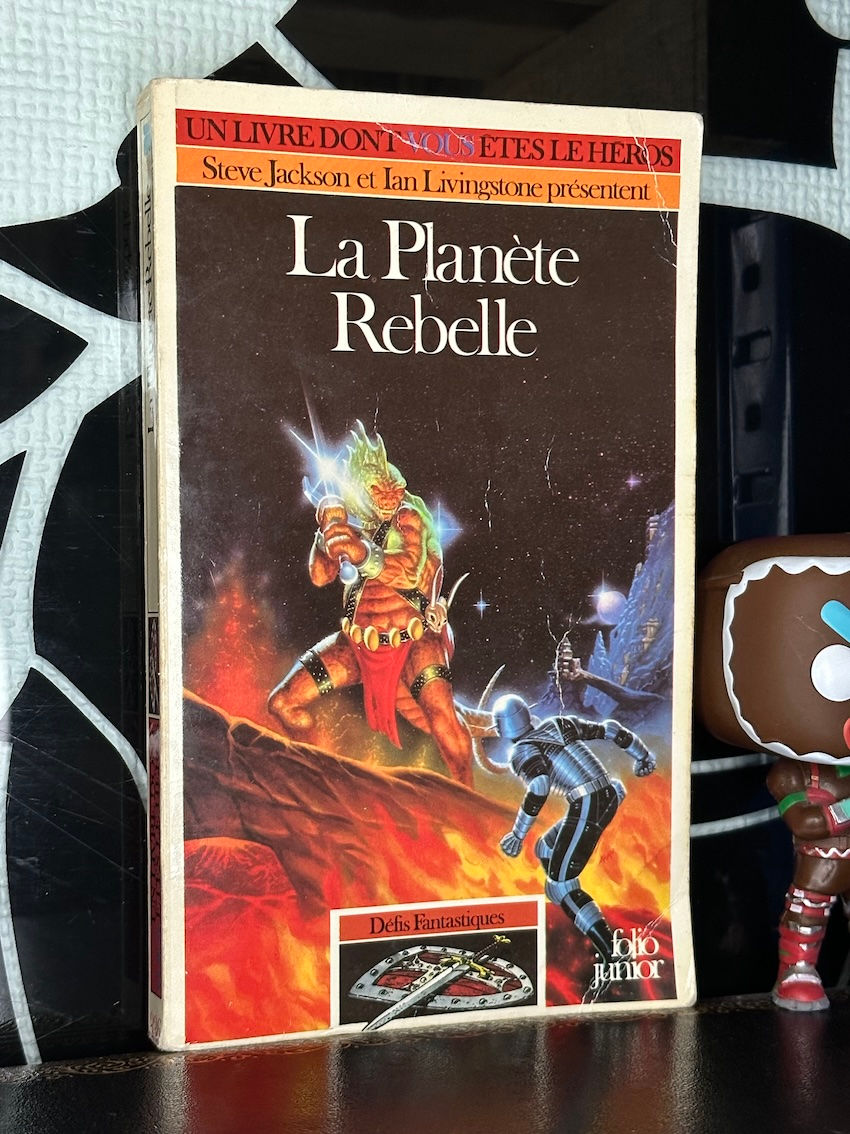 UN LIVRE DONT VOUS ÊTES LE HÉROS
Steve Jackson et Ian Livingstone présentent
La Planète
Rebelle
Défis Fantastiques
folio
junior